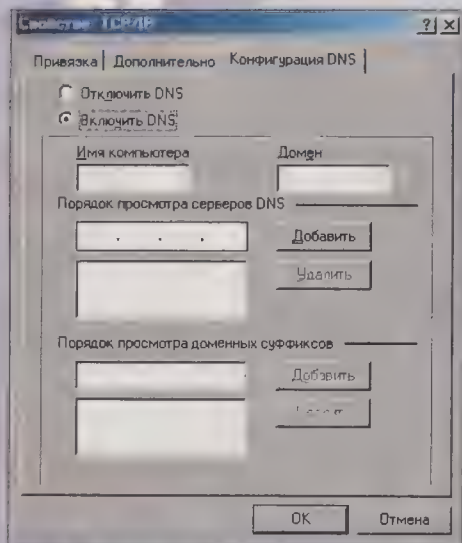 Свойства: TCP/IP
Привязка Дополнительно Конфигурация DNS
Отключить DNS
Включить DNS
Имя компьютера Домен
Порядок просмотра серверов DNS
Добавить
Удалить
Порядок просмотра доменных суффиксов
Добавить
OK Отмена